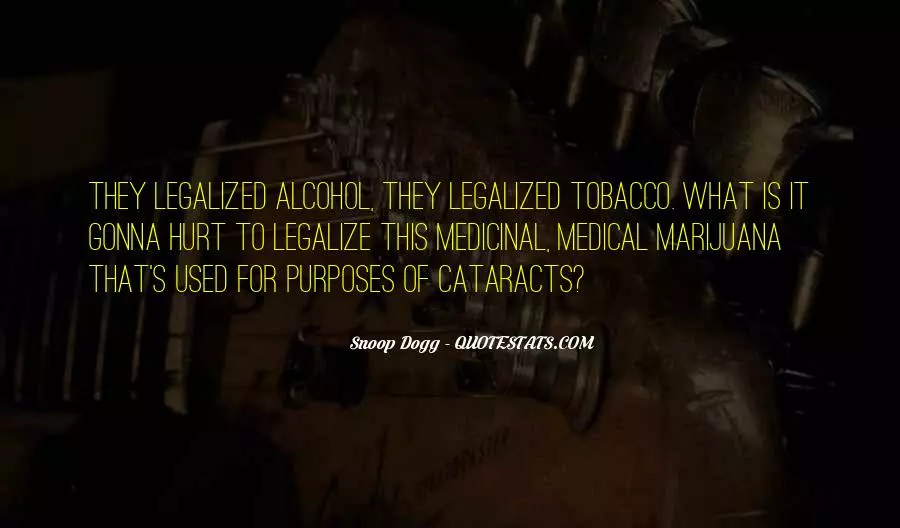 THEY LEGALIZED ALCOHOL, THEY LEGALIZED TOBACCO. WHAT IS IT
GONNA HURT TO LEGALIZE THIS MEDICINAL, MEDICAL MARIJUANA
THAT'S USED FOR PURPOSES OF CATARACTS?
Snoop Dogg - QUOTESTATS.COM